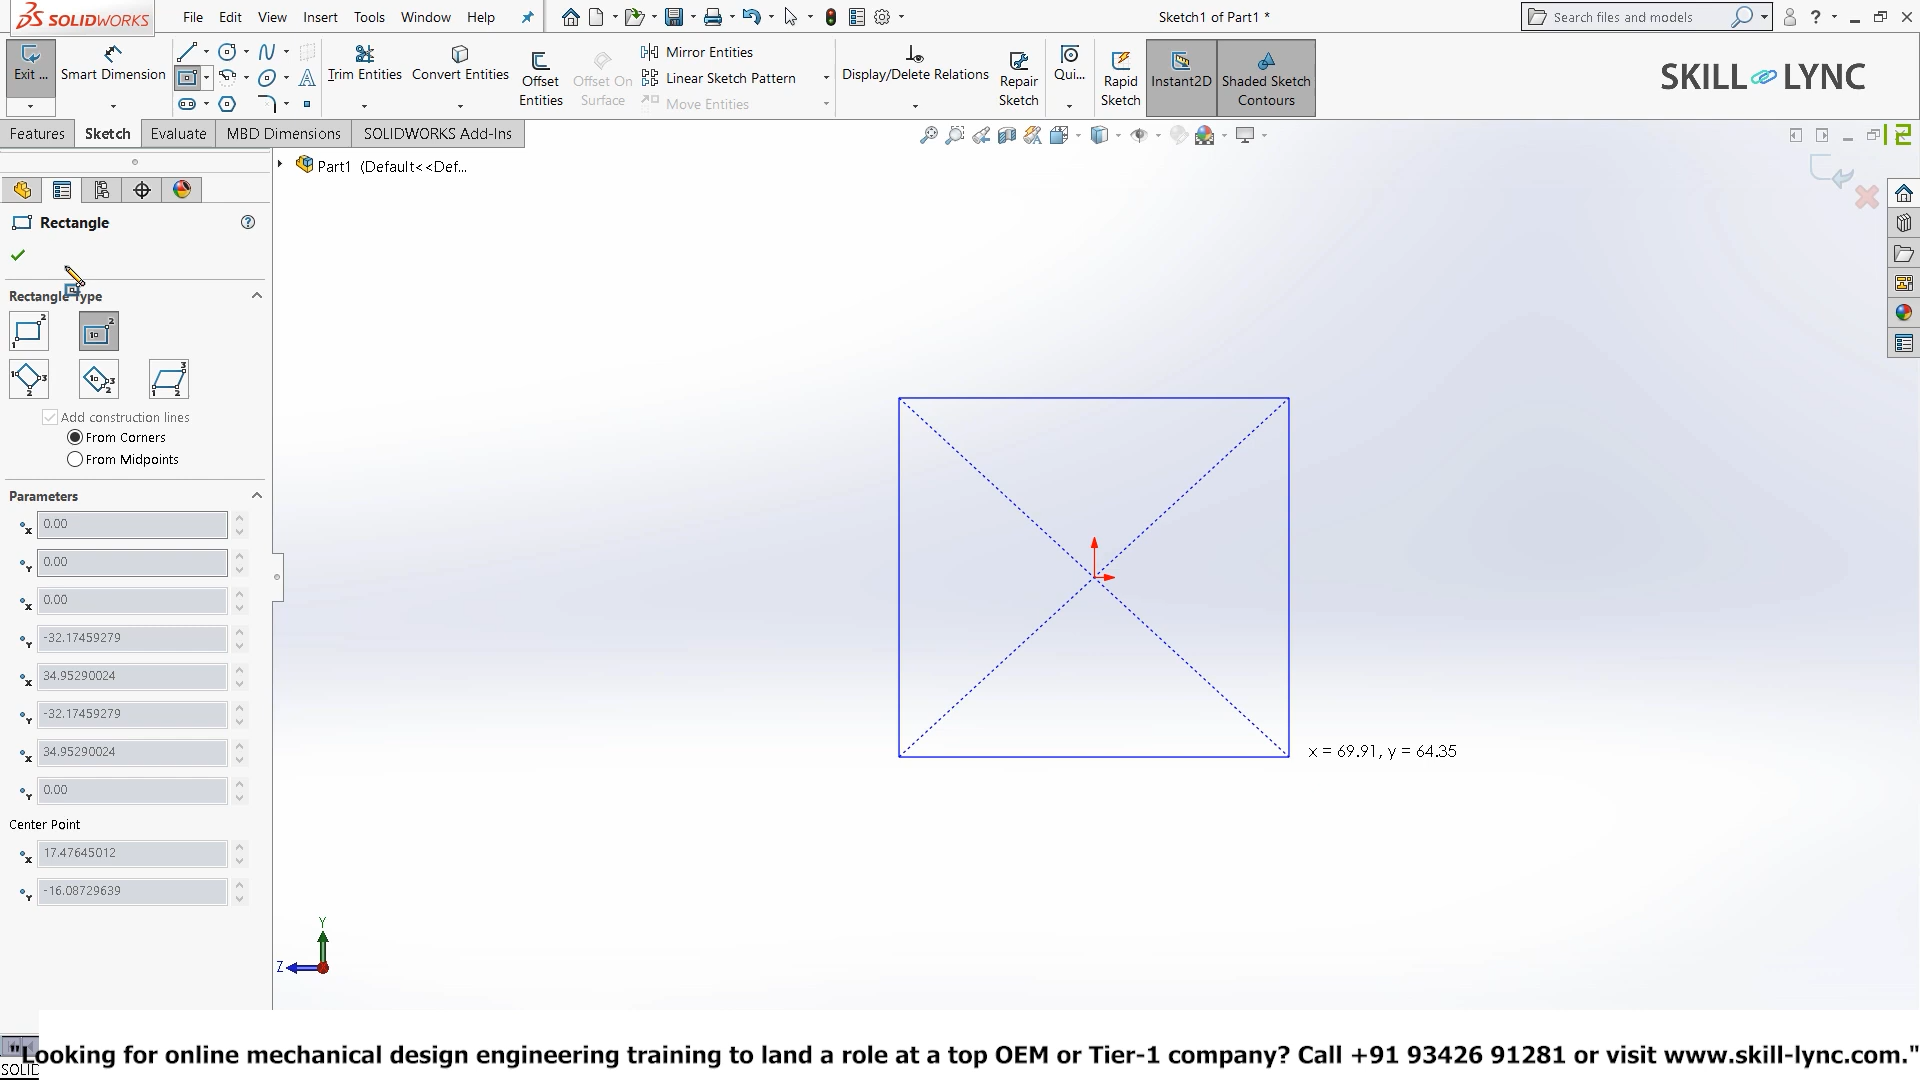 SOLIDWORKS
File Edit View Insert Tools Window Help
Sketch1 of Part1 *
Search files and models
Exit ...
Smart Dimension
Trim Entities
Convert Entities
Offset Entities
Offset On Surface
Mirror Entities
Linear Sketch Pattern
Move Entities
Display/Delete Relations
Repair Sketch
Qui...
Rapid Sketch
Instant2D
Shaded Sketch Contours
SKILL LYNC
Features Sketch Evaluate MBD Dimensions SOLIDWORKS Add-Ins
Part1 (Default<<Def...
Rectangle
Rectangle Type
Add construction lines
From Corners
From Midpoints
Parameters
0.00
0.00
0.00
-32.17459279
34.95290024
-32.17459279
34.95290024
0.00
Center Point
17.47645012
-16.08729639
x = 69.91, y = 64.35
Y
Z
"Looking for online mechanical design engineering training to land a role at a top OEM or Tier-1 company? Call +91 93426 91281 or visit www.skill-lync.com."
SOLID